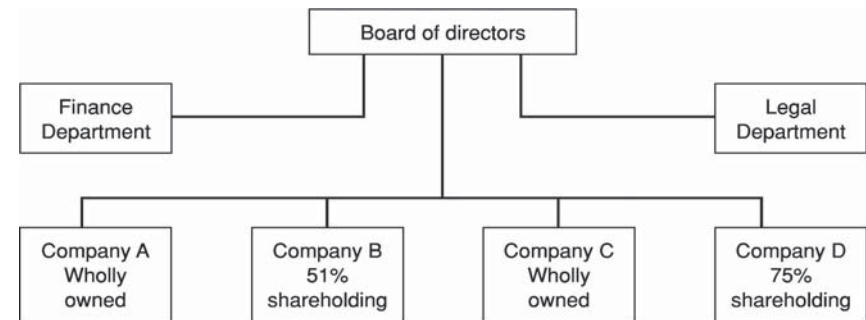 Board of directors
Finance
Department
Legal
Department
Company A
Wholly
owned
Company B
51%
shareholding
Company C
Wholly
owned
Company D
75%
shareholding